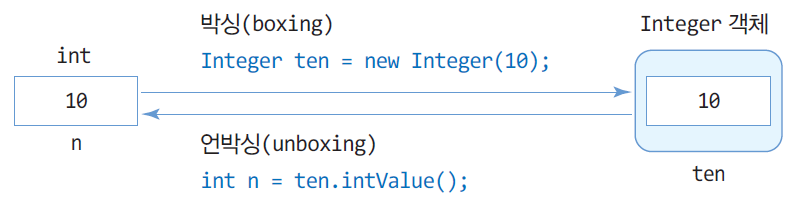 박싱(boxing)
Integer 객체
int
Integer ten = new Integer(10);
10
10
n
언박싱(unboxing)
ten
int n = ten.intValue();